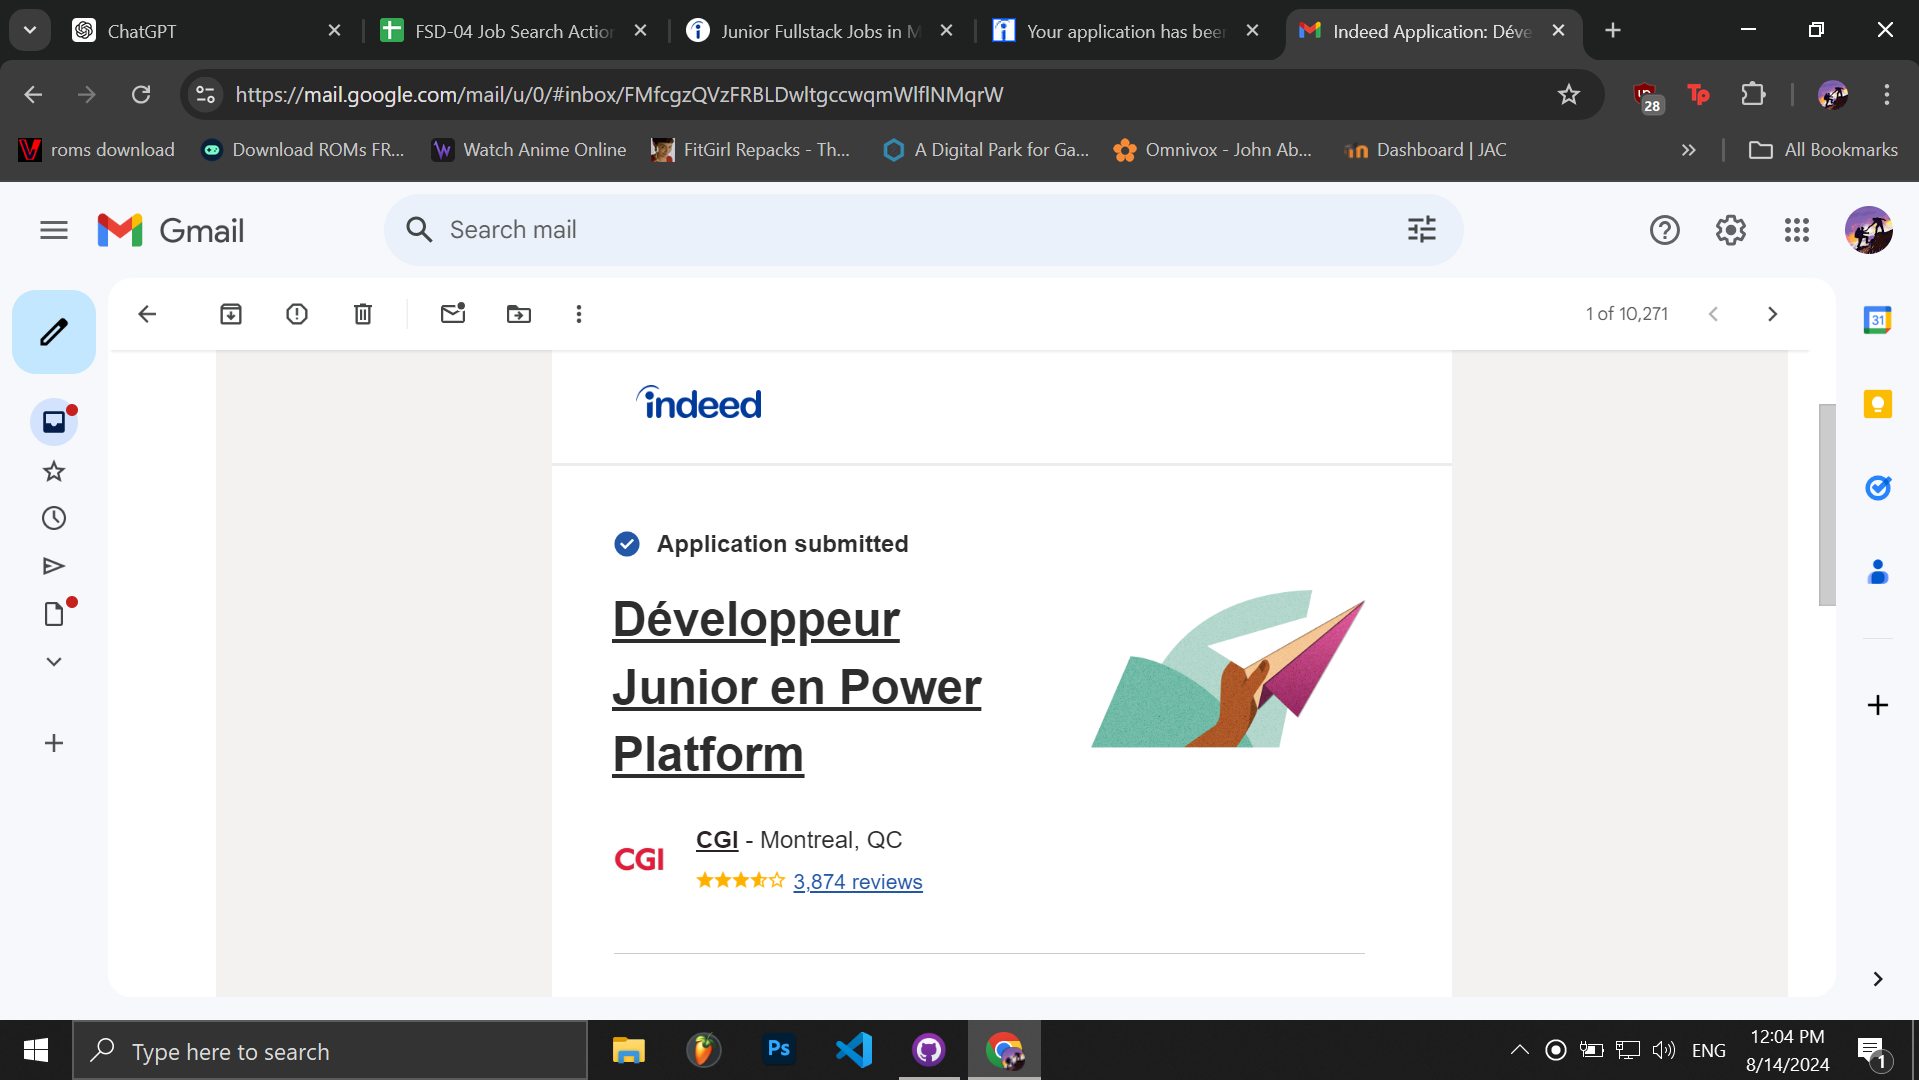 ChatGPT
FSD-04 Job Search Action
Junior Fullstack Jobs in M
Your application has been
Indeed Application: Déve
https://mail.google.com/mail/u/0/#inbox/FMfcgzQVzFRBLDwltgccwqmWlflNMqrW
28
Tp
roms download
Download ROMs FR...
Watch Anime Online
FitGirl Repacks - Th...
A Digital Park for Ga...
Omnivox - John Ab...
Dashboard | JAC
»
All Bookmarks
Gmail
Search mail
1 of 10,271
31
indeed
Application submitted
Développeur
Junior en Power
Platform
CGI
CGI - Montreal, QC
3,874 reviews
Type here to search
Ps
ENG
12:04 PM
8/14/2024
1